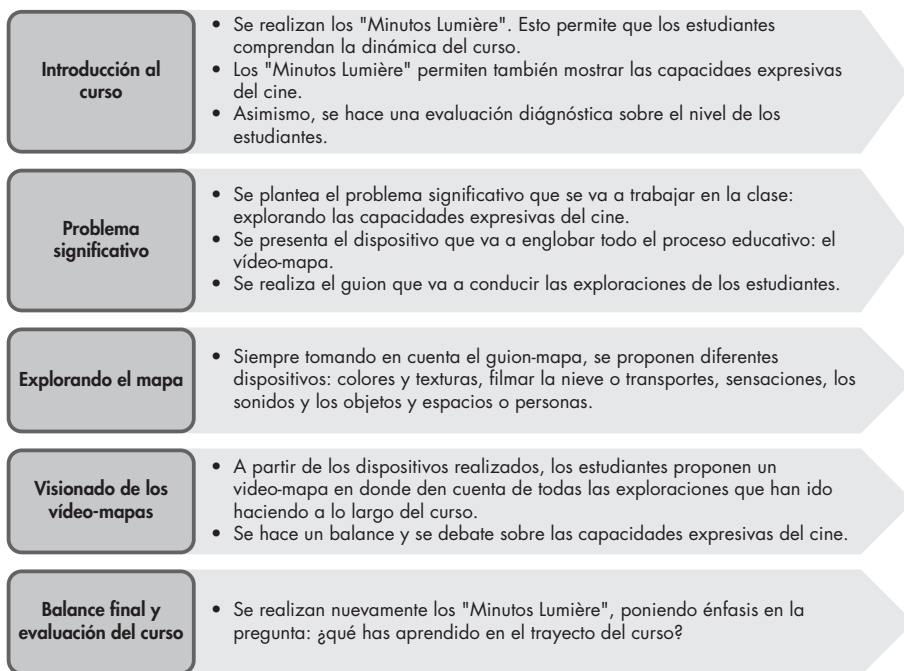 Introducción al
curso
• Se realizan los "Minutos Lumière". Esto permite que los estudiantes
comprendan la dinámica del curso.
• Los "Minutos Lumière" permiten también mostrar las capacidaes expresivas
del cine.
• Asimismo, se hace una evaluación diágnóstica sobre el nivel de los
estudiantes.
Problema
significativo
• Se plantea el problema significativo que se va a trabajar en la clase:
explorando las capacidades expresivas del cine.
• Se presenta el dispositivo que va a englobar todo el proceso educativo: el
vídeo-mapa.
• Se realiza el guion que va a conducir las exploraciones de los estudiantes.
Explorando el mapa
• Siempre tomando en cuenta el guion-mapa, se proponen diferentes
dispositivos: colores y texturas, filmar la nieve o transportes, sensaciones, los
sonidos y los objetos y espacios o personas.
Visionado de los
vídeo-mapas
• A partir de los dispositivos realizados, los estudiantes proponen un
video-mapa en donde den cuenta de todas las exploraciones que han ido
haciendo a lo largo del curso.
• Se hace un balance y se debate sobre las capacidades expresivas del cine.
Balance final y
evaluación del curso
• Se realizan nuevamente los "Minutos Lumière", poniendo énfasis en la
pregunta: ¿qué has aprendido en el trayecto del curso?